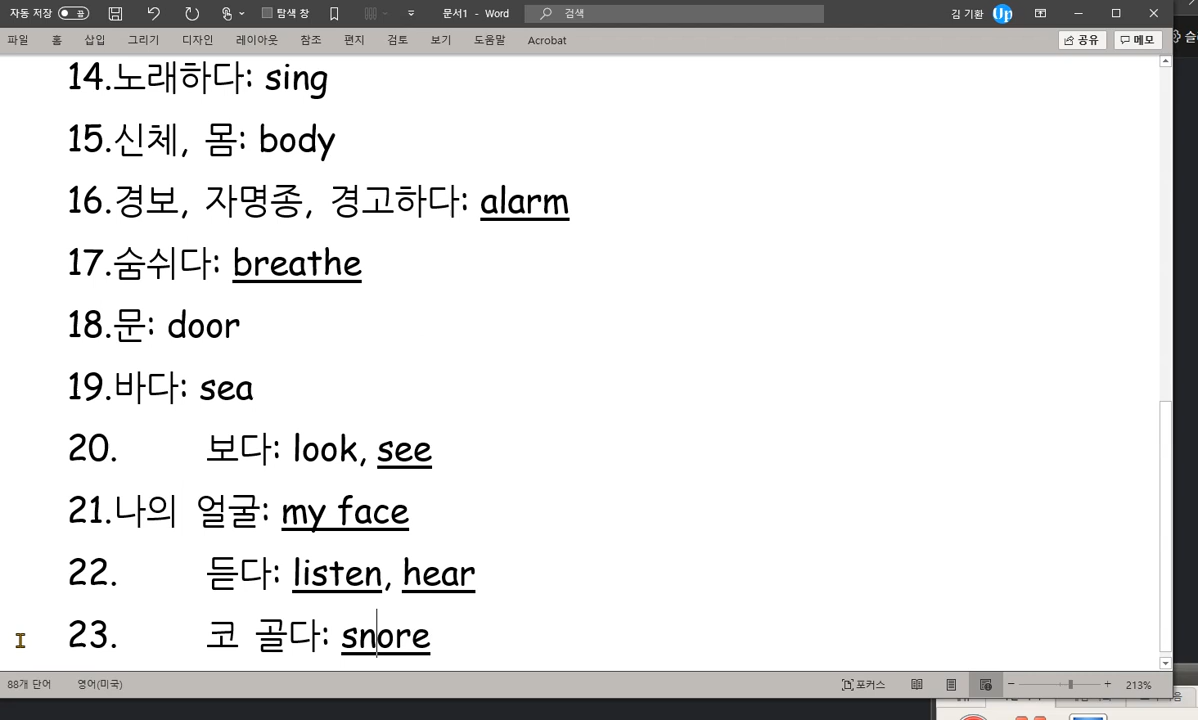 자동 저장 끔 탐색 창 문서1 - Word 검색 김 기환 Up
파일 홈 삽입 그리기 디자인 레이아웃 참조 편지 검토 보기 도움말 Acrobat 공유 메모
14.노래하다: sing
15.신체, 몸: body
16.경보, 자명종, 경고하다: alarm
17.숨쉬다: breathe
18.문: door
19.바다: sea
20. 보다: look, see
21.나의 얼굴: my face
22. 듣다: listen, hear
23. 코 골다: snore
88개 단어 영어(미국) 포커스 213%